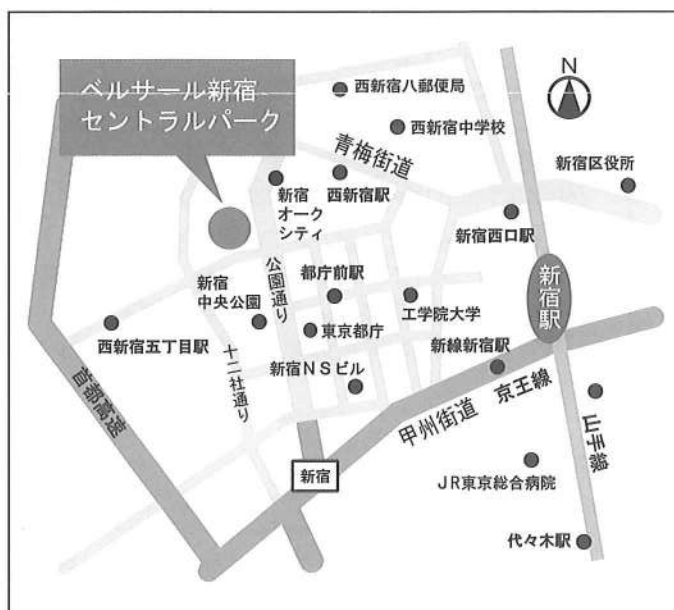 ベルサール新宿
セントラルパーク
西新宿八郵便局
N
西新宿中学校
青梅街道
新宿区役所
新宿
オーク
シティ
西新宿駅
新宿西口駅
公園通り
新宿
中央公園
都庁前駅
工学院大学
新宿駅
西新宿五丁目駅
東京都庁
新線新宿駅
十二社通り
新宿NSビル
京王線
首都高速
甲州街道
山手線
新宿
JR東京総合病院
代々木駅